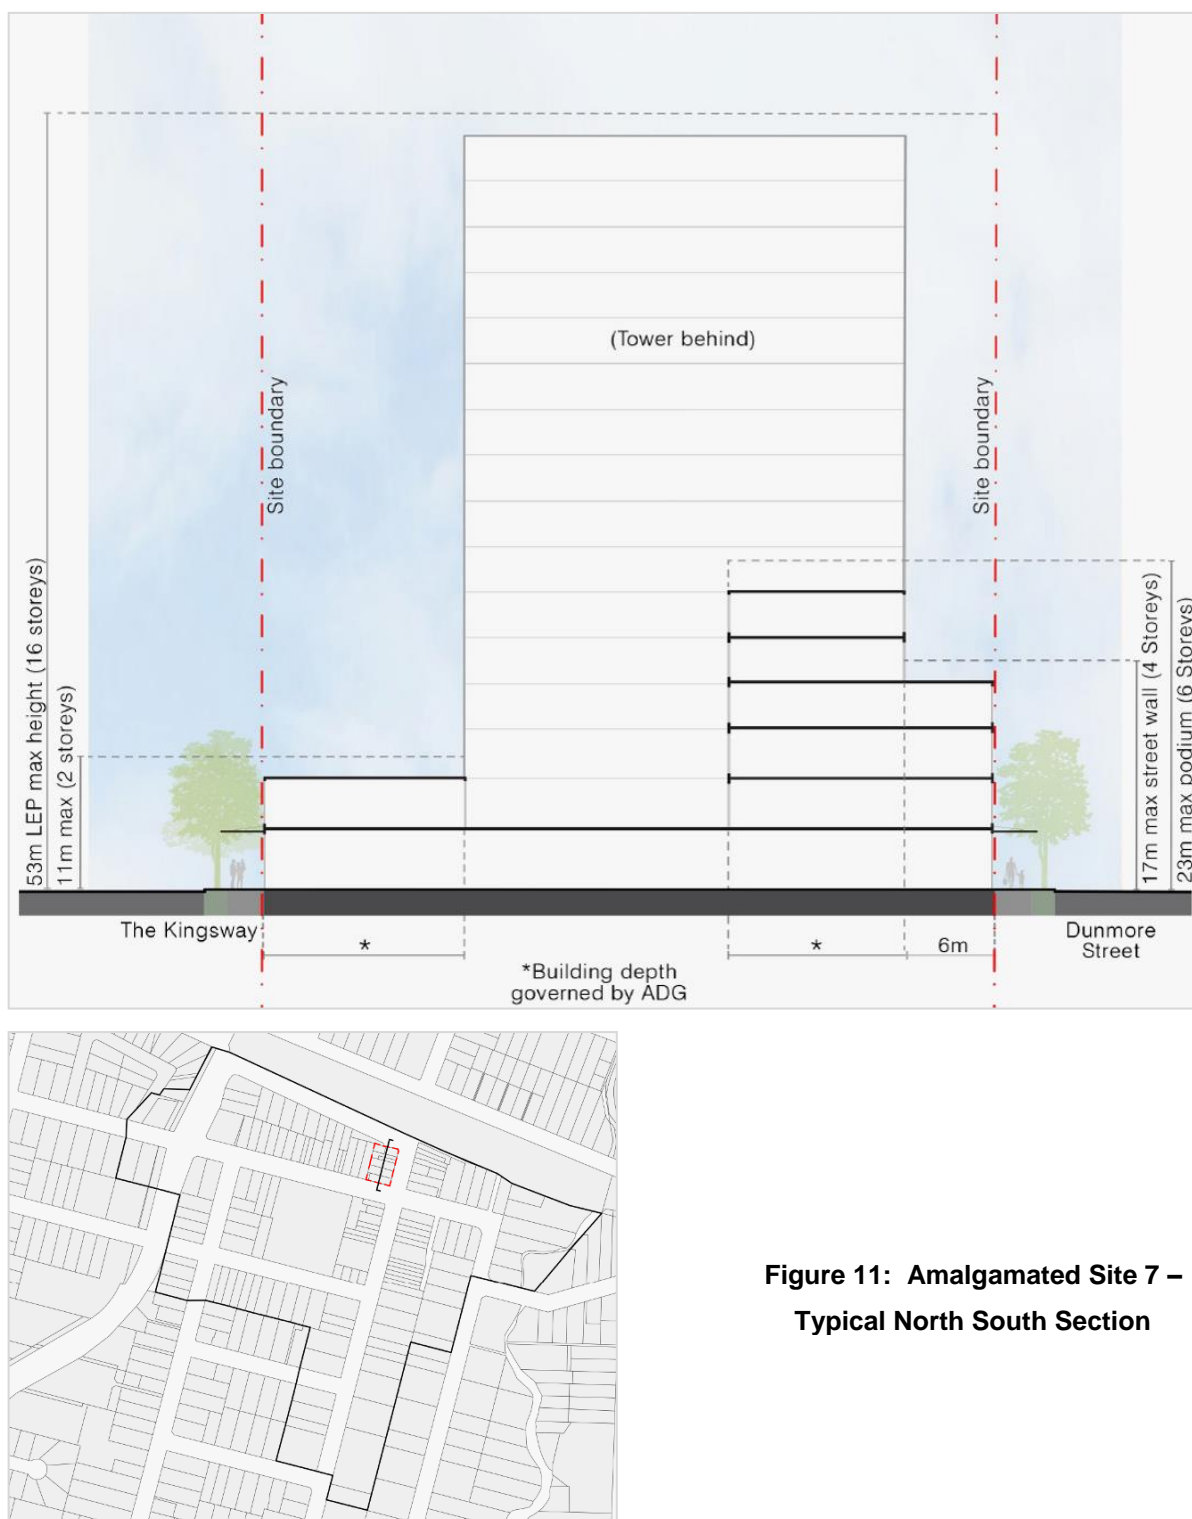 53m LEP max height (16 storeys)
11m max (2 storeys)
Site boundary
(Tower behind)
Site boundary
17m max street wall (4 Storeys)
23m max podium (6 Storeys)
The Kingsway
*
*
6m
Dunmore
Street
*Building depth
governed by ADG
Figure 11: Amalgamated Site 7 –
Typical North South Section